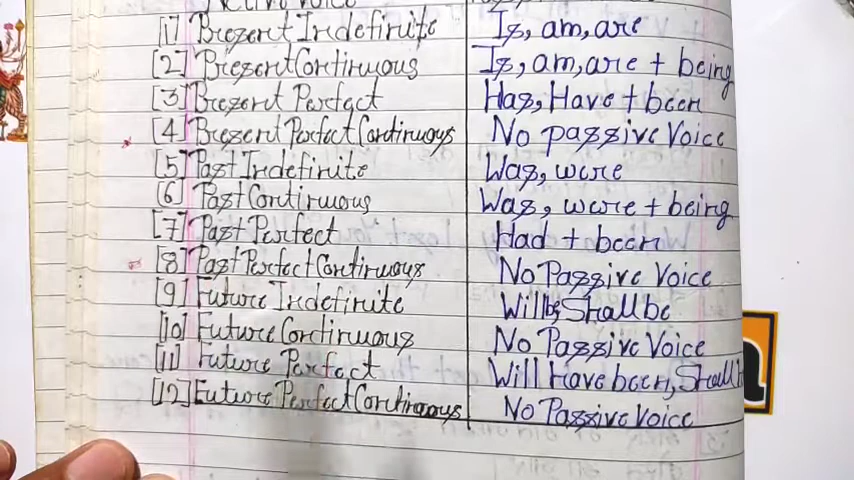 Active Voice
[1] Present Indefinite Is, am, are
[2] Present Continuous Is, am, are + being
[3] Present Perfect Has, Have + been
[4] Present Perfect Continuous No passive Voice
[5] Past Indefinite Was, were
[6] Past Continuous Was, were + being
[7] Past Perfect Had + been
[8] Past Perfect Continuous No Passive Voice
[9] Future Indefinite Will be, Shall be
[10] Future Continuous No Passive Voice
[11] Future Perfect Will Have been, Shall
[12] Future Perfect Continuous No Passive Voice